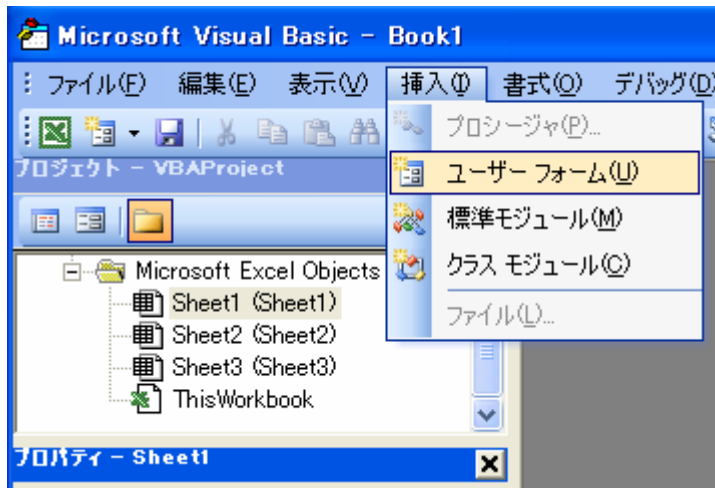 Microsoft Visual Basic - Book1
ファイル(F) 編集(E) 表示(V) 挿入(I) 書式(O) デバッグ(D)
プロシージャ(P)...
プロジェクト - VBAProject
ユーザー フォーム(U)
標準モジュール(M)
クラス モジュール(C)
ファイル(L)...
Microsoft Excel Objects
Sheet1 (Sheet1)
Sheet2 (Sheet2)
Sheet3 (Sheet3)
ThisWorkbook
プロパティ - Sheet1